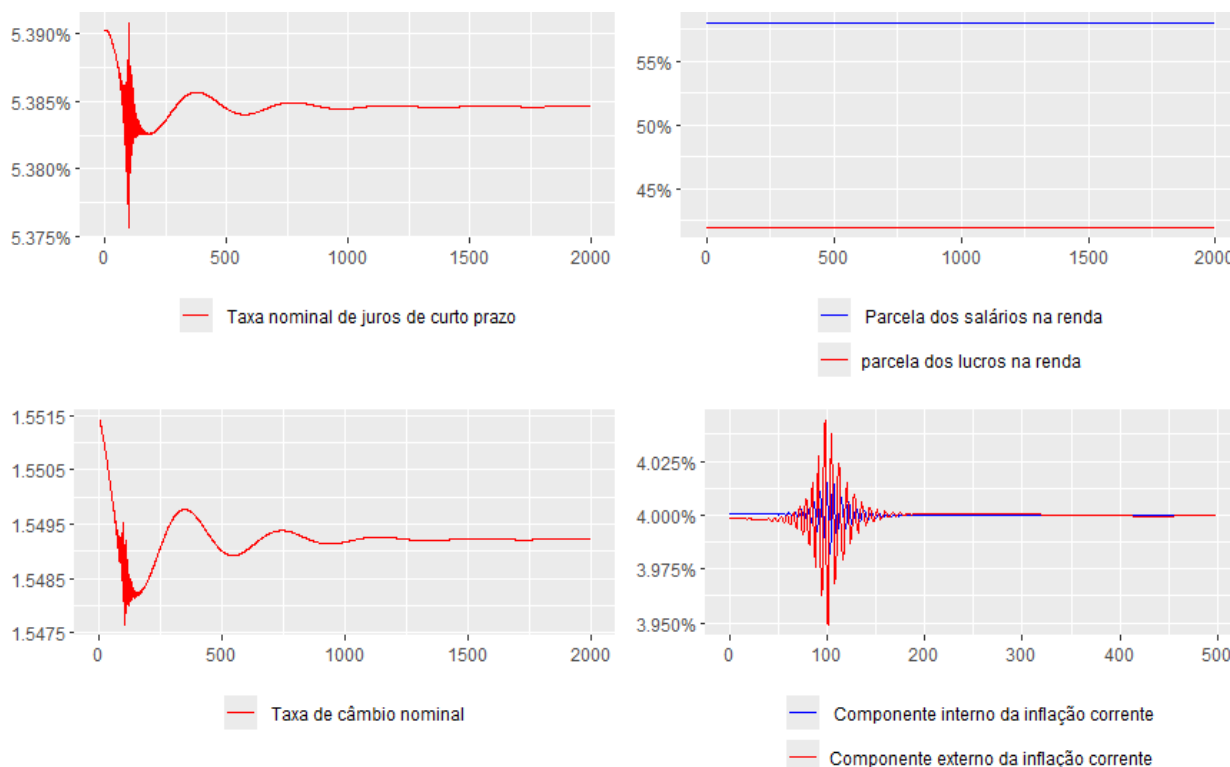 5.390%
5.385%
5.380%
5.375%
0 500 1000 1500 2000
Taxa nominal de juros de curto prazo
55%
50%
45%
0 500 1000 1500 2000
Parcela dos salários na renda
parcela dos lucros na renda
1.5515
1.5505
1.5495
1.5485
1.5475
0 500 1000 1500 2000
Taxa de câmbio nominal
4.025%
4.000%
3.975%
3.950%
0 100 200 300 400 500
Componente interno da inflação corrente
Componente externo da inflação corrente